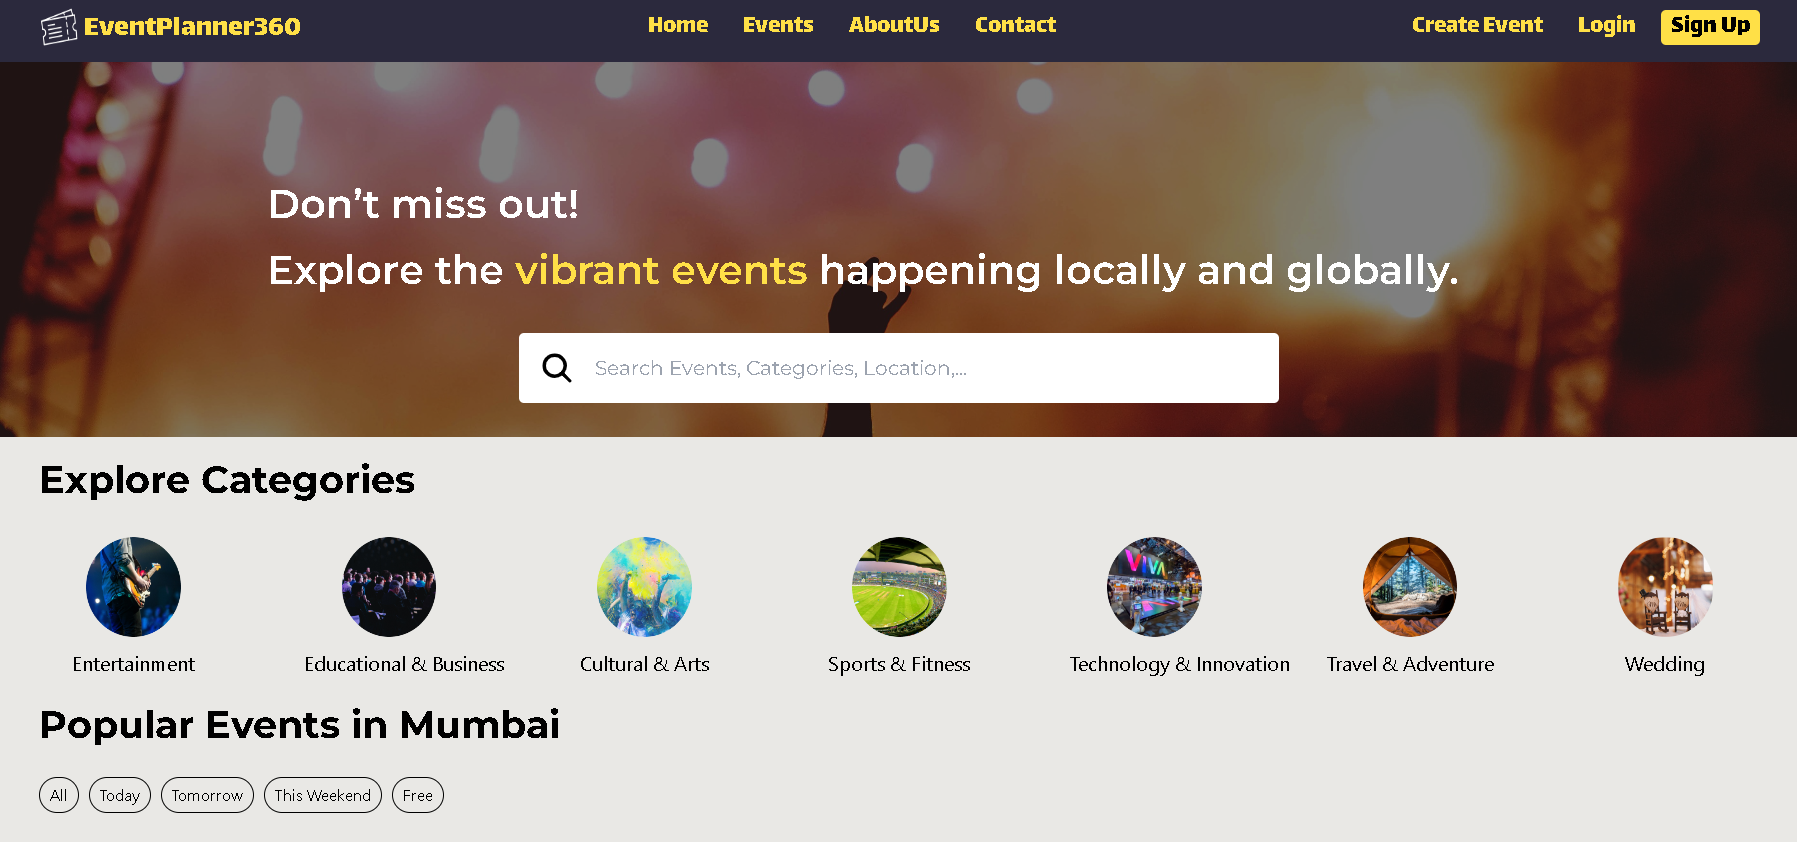 EventPlanner360 Home Events AboutUs Contact Create Event Login Sign Up
Don't miss out!
Explore the vibrant events happening locally and globally.
Search Events, Categories, Location,...
Explore Categories
VIVA
Entertainment Educational & Business Cultural & Arts Sports & Fitness Technology & Innovation Travel & Adventure Wedding
Popular Events in Mumbai
All Today Tomorrow This Weekend Free